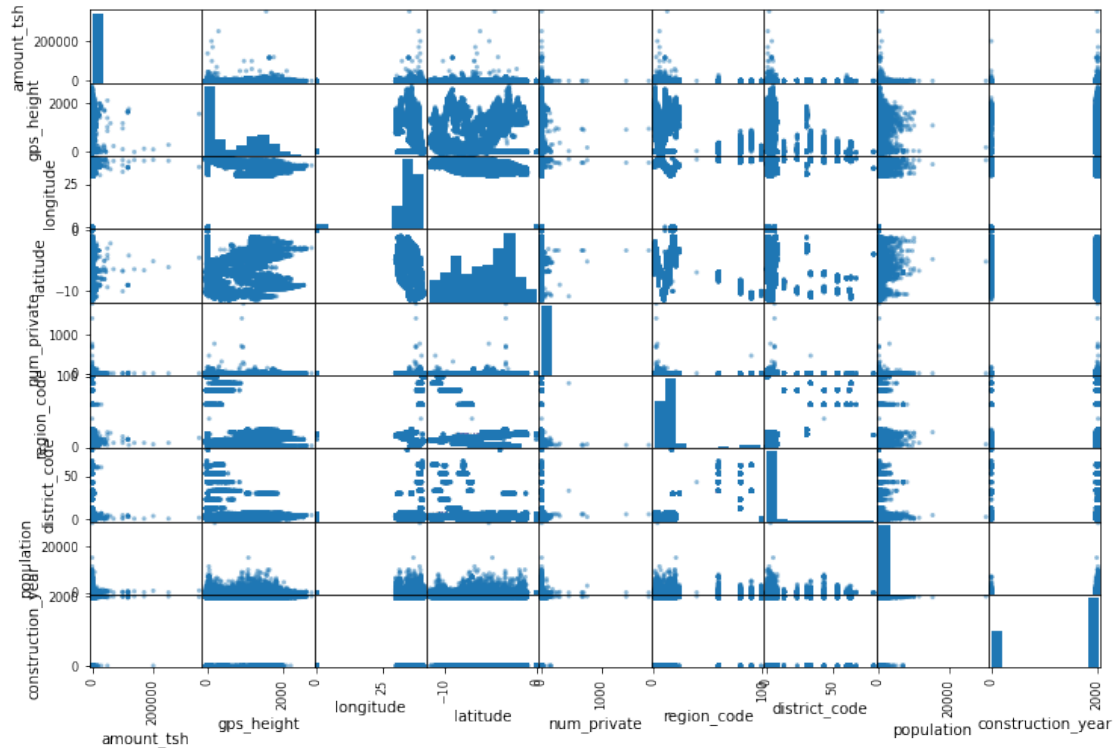 amount_tsh
200000
0
gps_height
2000
0
longitude
25
0
latitude
0
−10
num_private
1000
0
region_code
100
0
district_code
50
0
population
20000
0
construction_year
2000
0
0 200000 0 2000 0 25 −10 0 0 1000 0 100 0 50 0 20000 0 2000
amount_tsh gps_height longitude latitude num_private region_code district_code population construction_year